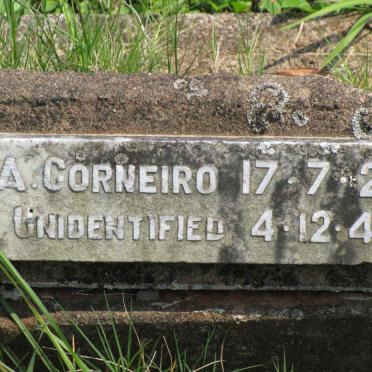 A. CORNEIRO 17·7·2
UNIDENTIFIED 4·12·4